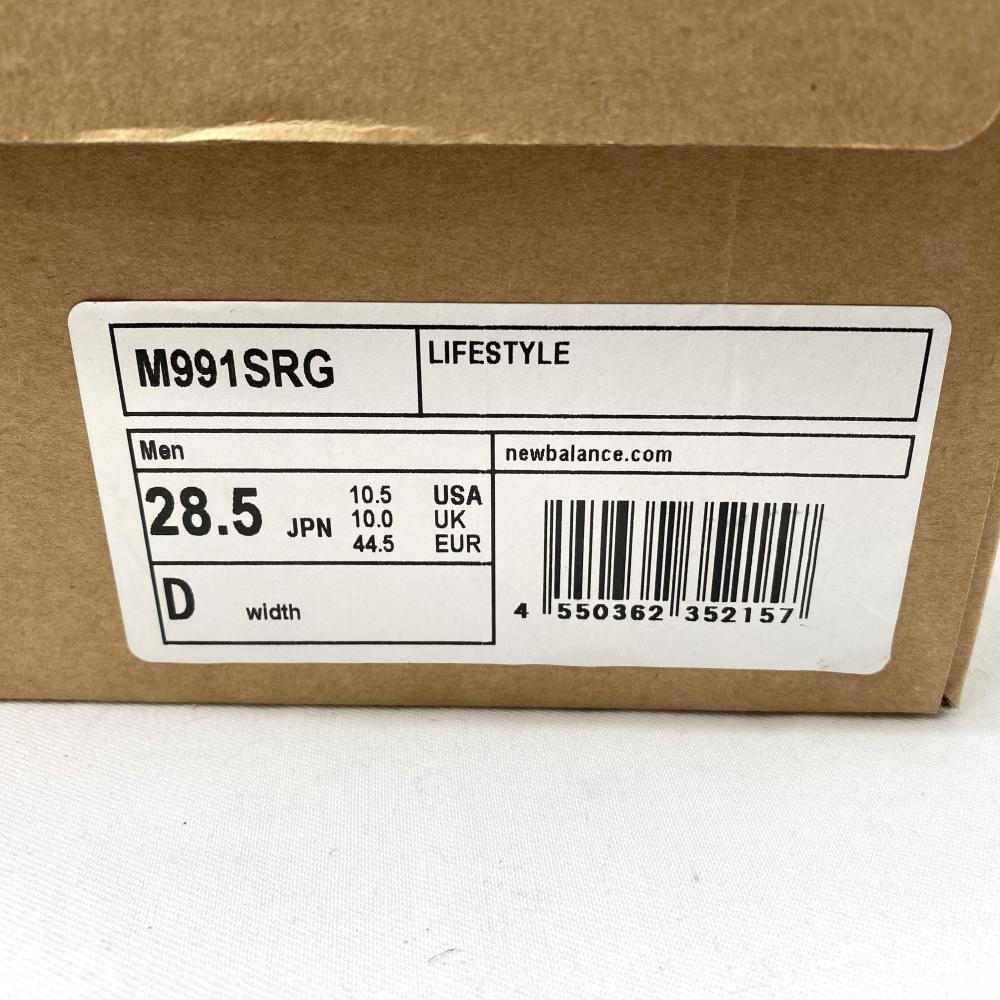 M991SRG
LIFESTYLE
Men
newbalance.com
28.5 JPN
10.5 USA
10.0 UK
44.5 EUR
D width
4 550362 352157